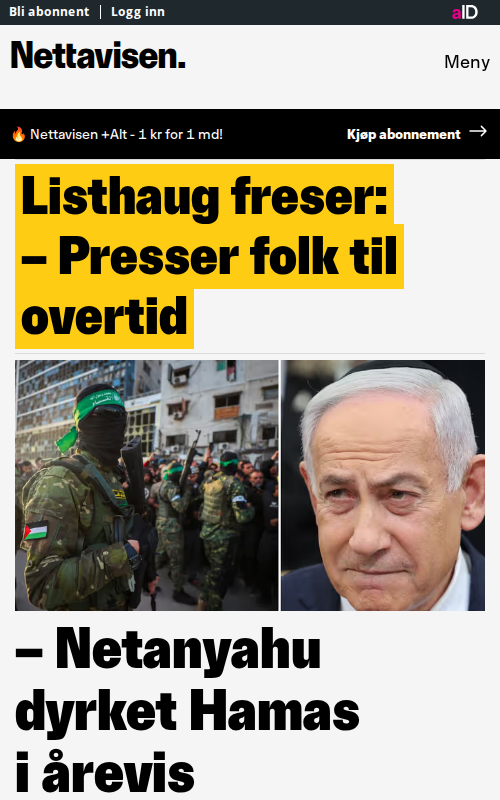 Bli abonnent | Logg inn
aID
Nettavisen.
Meny
🔥 Nettavisen +Alt - 1 kr for 1 md!
Kjøp abonnement →
Listhaug freser:
– Presser folk til
overtid
– Netanyahu
dyrket Hamas
i årevis